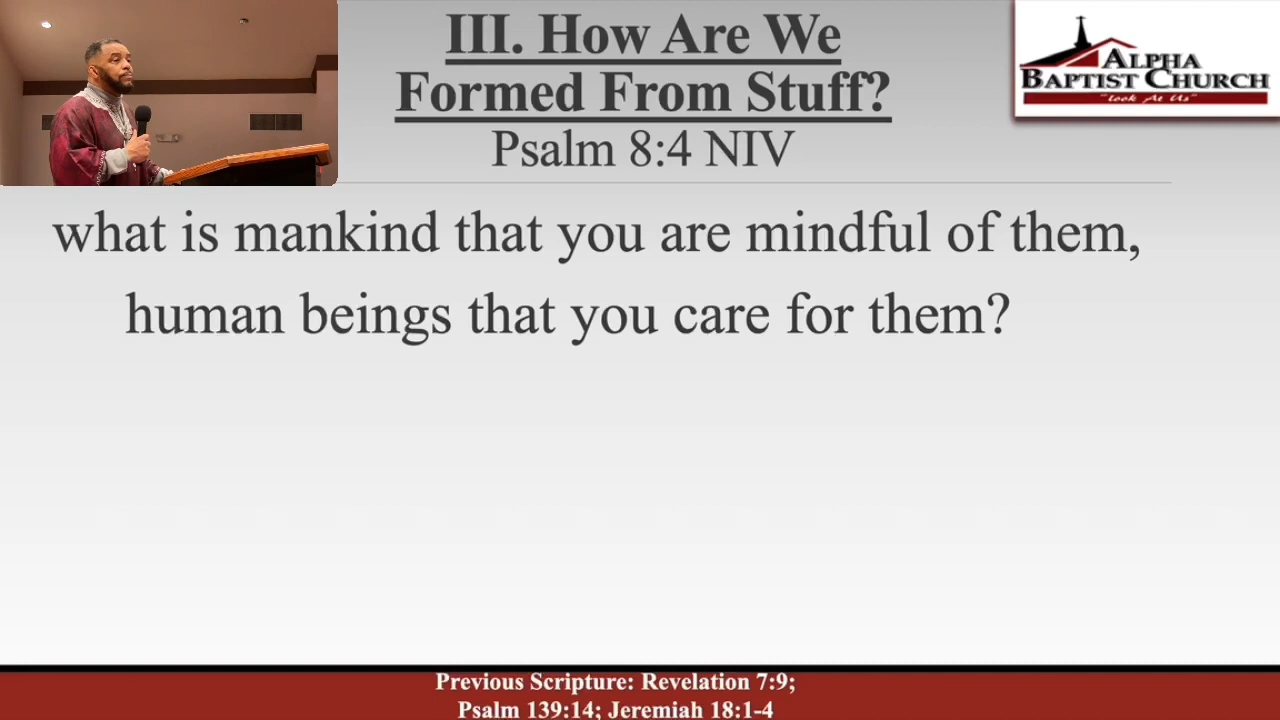 III. How Are We
Formed From Stuff?
Psalm 8:4 NIV
ALPHA
BAPTIST CHURCH
"Look At Us"
what is mankind that you are mindful of them,
human beings that you care for them?
Previous Scripture: Revelation 7:9;
Psalm 139:14; Jeremiah 18:1-4